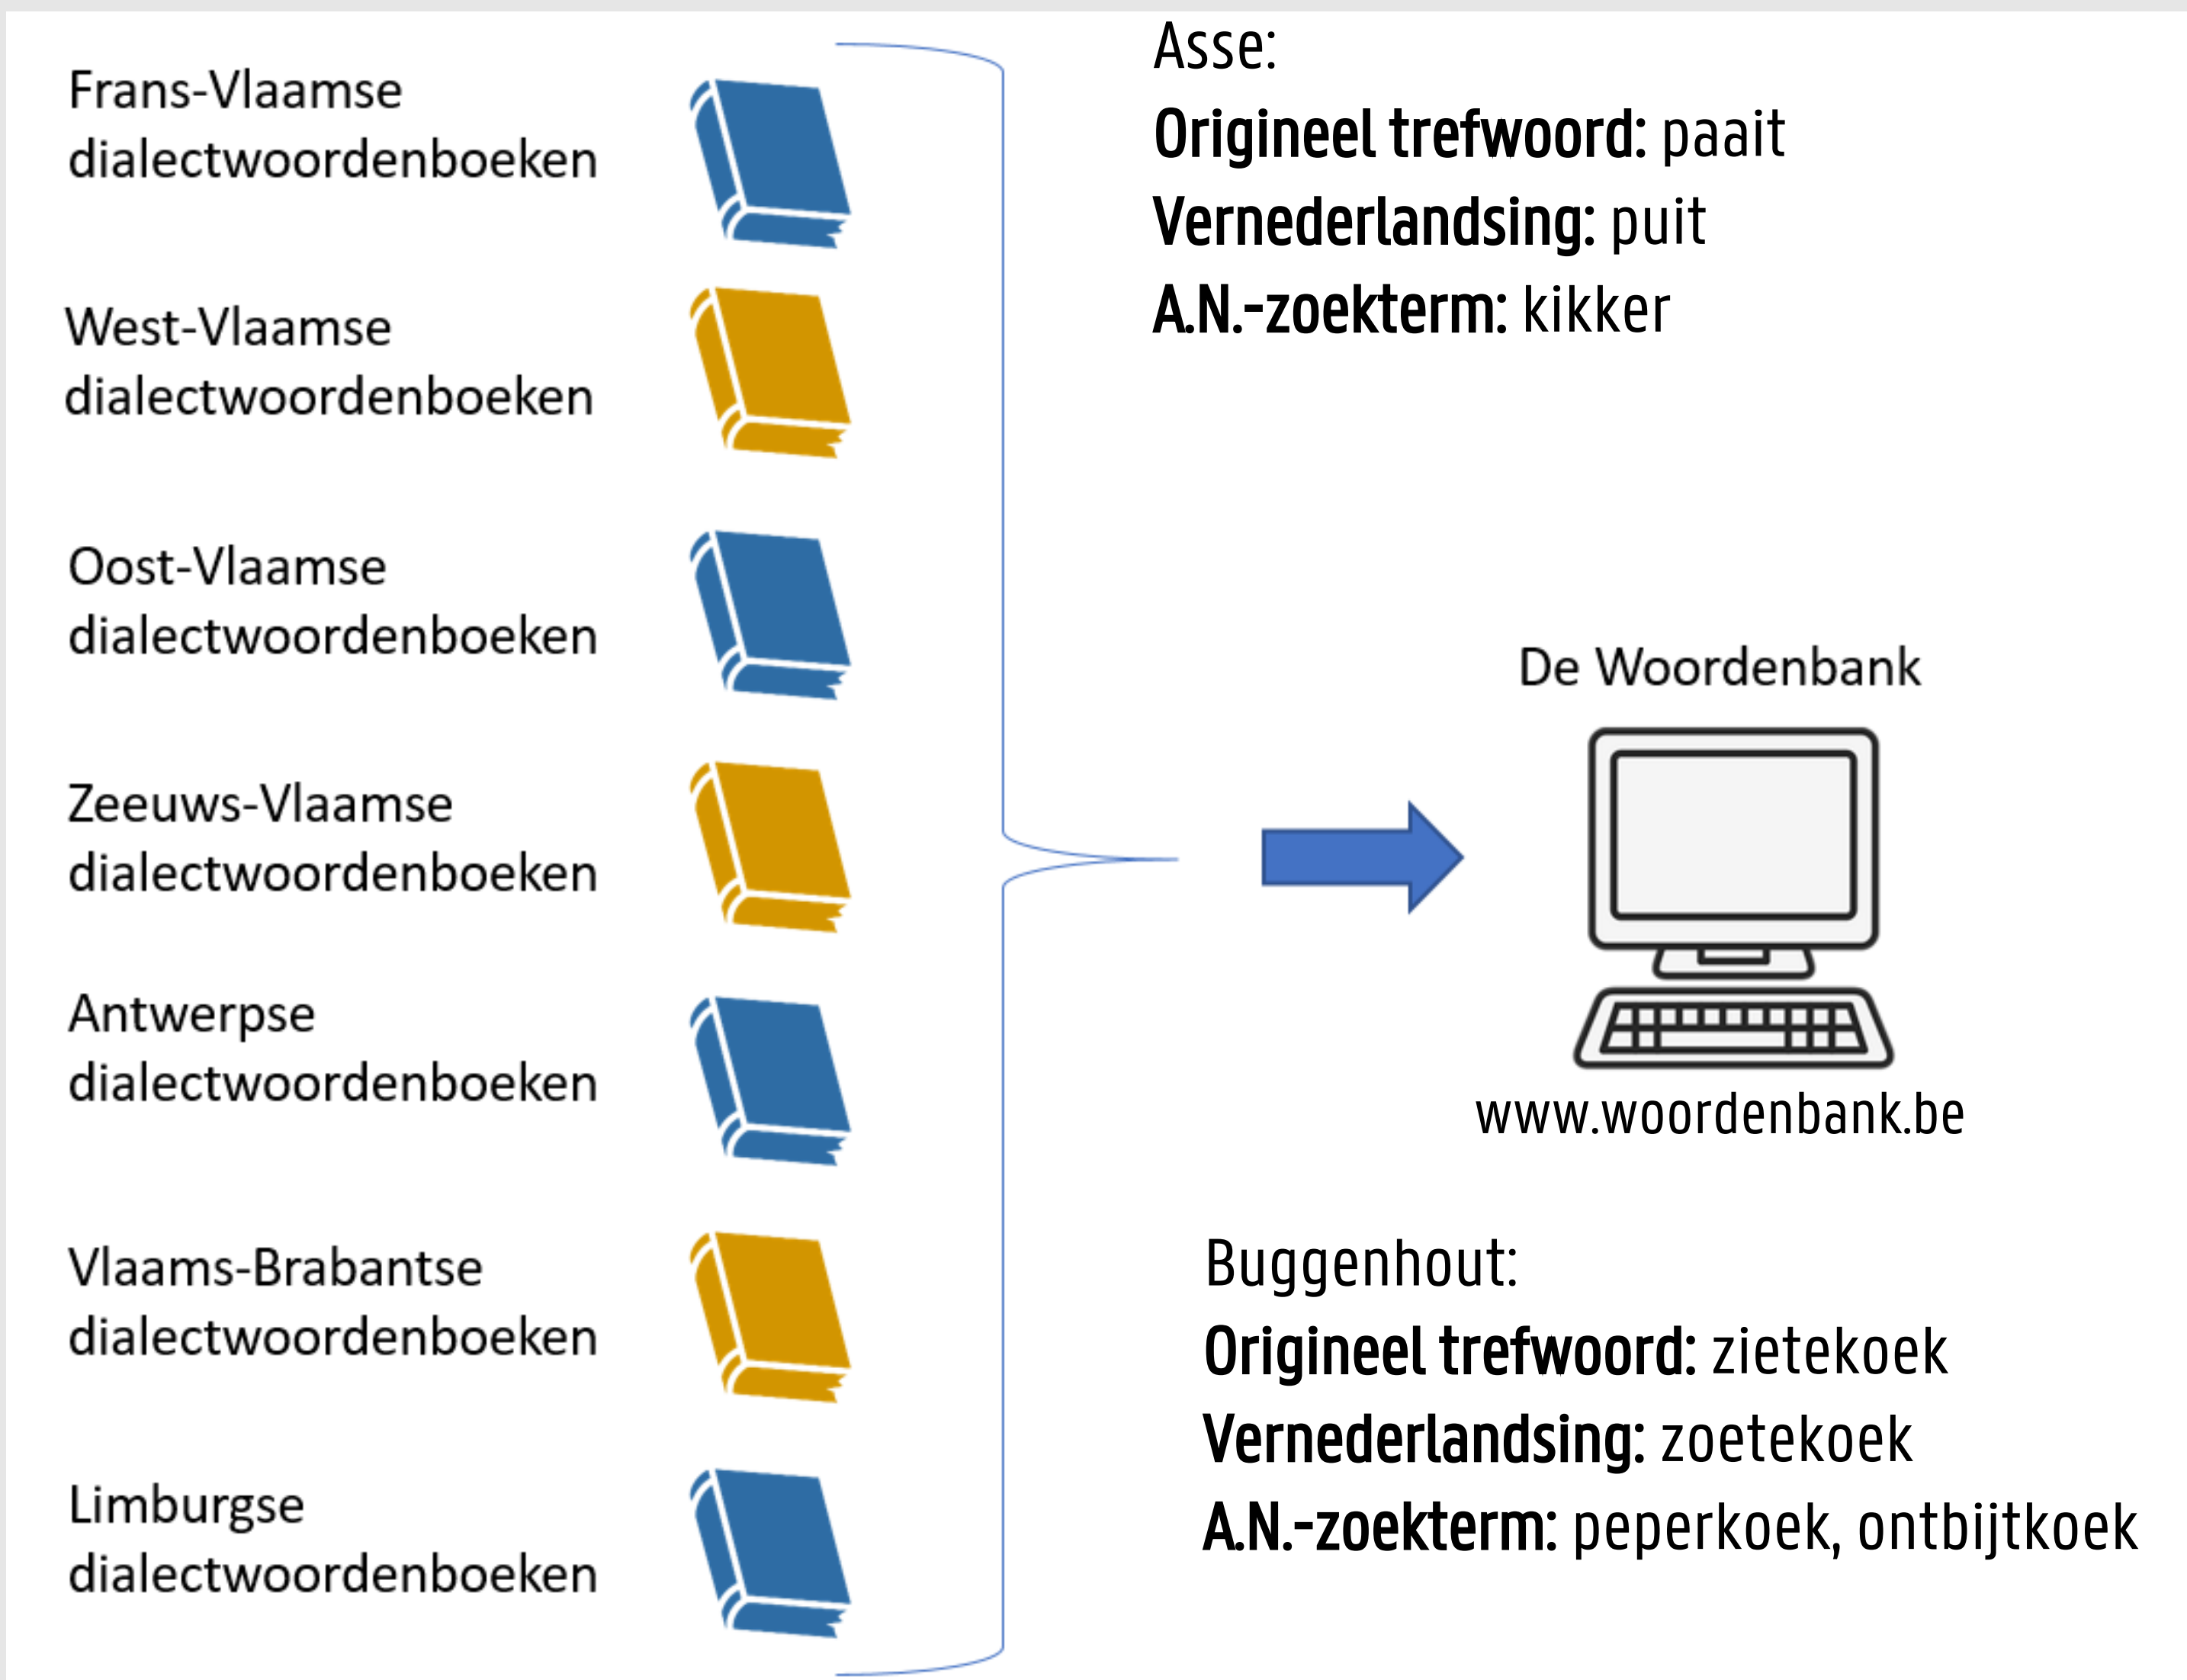 Frans-Vlaamse
dialectwoordenboeken
West-Vlaamse
dialectwoordenboeken
Oost-Vlaamse
dialectwoordenboeken
Zeeuws-Vlaamse
dialectwoordenboeken
Antwerpse
dialectwoordenboeken
Vlaams-Brabantse
dialectwoordenboeken
Limburgse
dialectwoordenboeken
Asse:
Origineel trefwoord: paait
Vernederlandsing: puit
A.N.-zoekterm: kikker
De Woordenbank
www.woordenbank.be
Buggenhout:
Origineel trefwoord: zietekoek
Vernederlandsing: zoetekoek
A.N.-zoekterm: peperkoek, ontbijtkoek